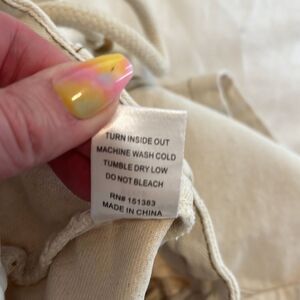 TURN INSIDE OUT
MACHINE WASH COLD
TUMBLE DRY LOW
DO NOT BLEACH
RN# 151383
MADE IN CHINA